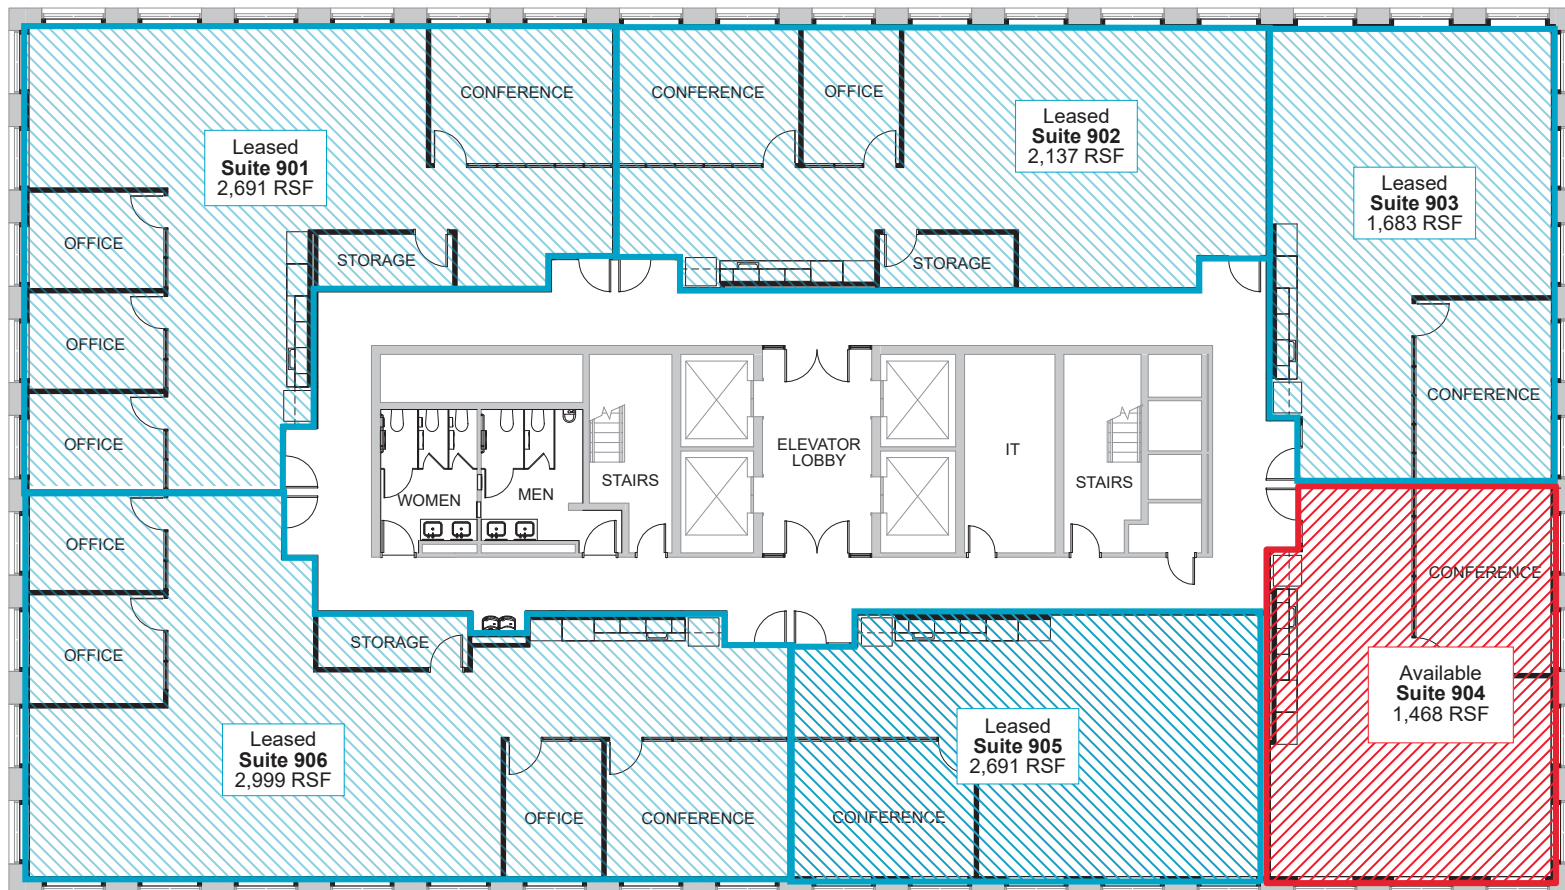 CONFERENCE
CONFERENCE
OFFICE
Leased
Suite 901
2,691 RSF
Leased
Suite 902
2,137 RSF
Leased
Suite 903
1,683 RSF
OFFICE
STORAGE
STORAGE
OFFICE
CONFERENCE
OFFICE
ELEVATOR
LOBBY
IT
STAIRS
STAIRS
WOMEN
MEN
OFFICE
CONFERENCE
OFFICE
STORAGE
Available
Suite 904
1,468 RSF
Leased
Suite 906
2,999 RSF
Leased
Suite 905
2,691 RSF
OFFICE
CONFERENCE
CONFERENCE